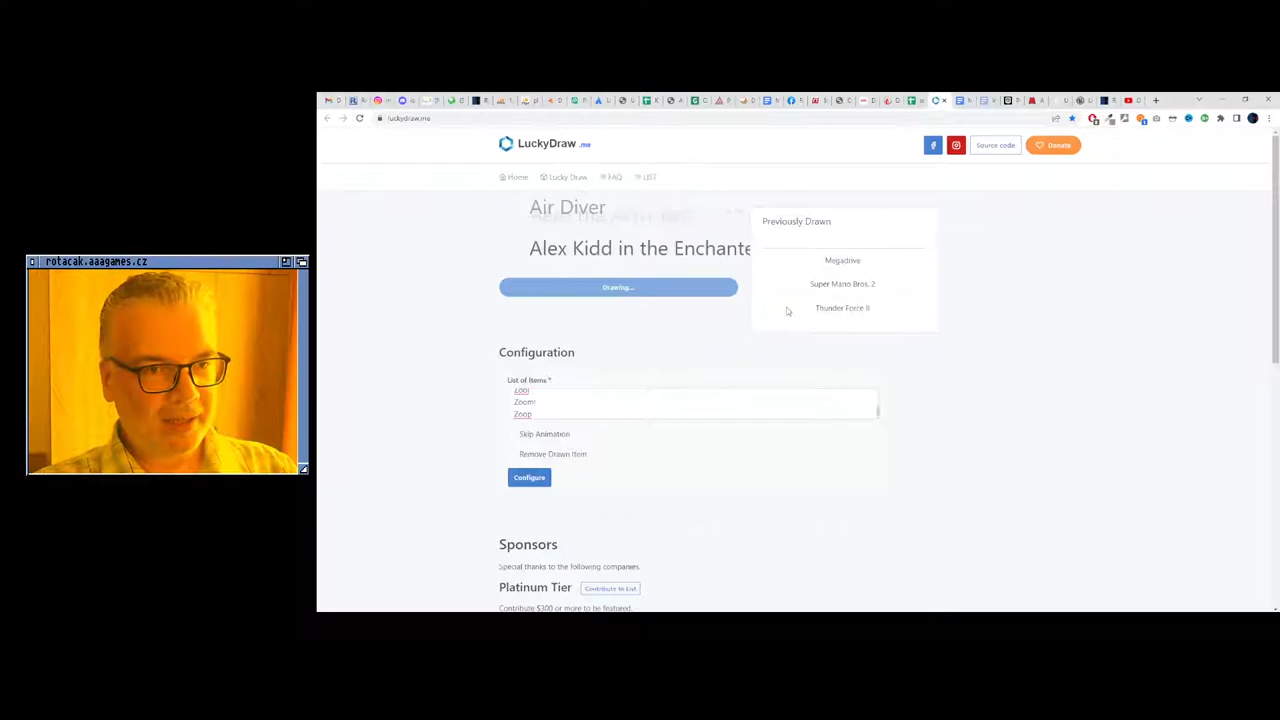 rotacak.aaagames.cz
luckydraw.me
LuckyDraw .me
Source code
Donate
Home
Lucky Draw
FAQ
LIST
Air Diver
Alex Kidd in the Enchante
Drawing...
Previously Drawn
Megadrive
Super Mario Bros. 2
Thunder Force II
Configuration
List of Items *
Zool
Zoom!
Zoop
Skip Animation
Remove Drawn Item
Configure
Sponsors
Special thanks to the following companies.
Platinum Tier
Contribute to List
Contribute $300 or more to be featured.